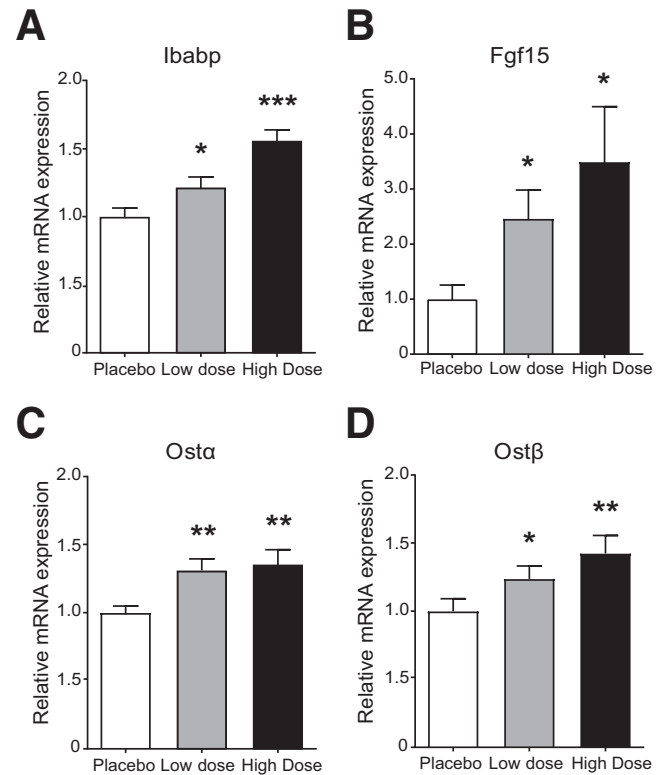 A
Ibabp
Relative mRNA expression
2.0
1.5
1.0
1.5
0
*
***
Placebo Low dose High Dose
B
Fgf15
Relative mRNA expression
5.0
4.0
3.0
2.0
1.0
0
*
*
Placebo Low dose High Dose
C
Ostα
Relative mRNA expression
2.0
1.5
1.0
1.5
0
**
**
Placebo Low dose High Dose
D
Ostβ
Relative mRNA expression
2.0
1.5
1.0
1.5
0
*
**
Placebo Low dose High Dose